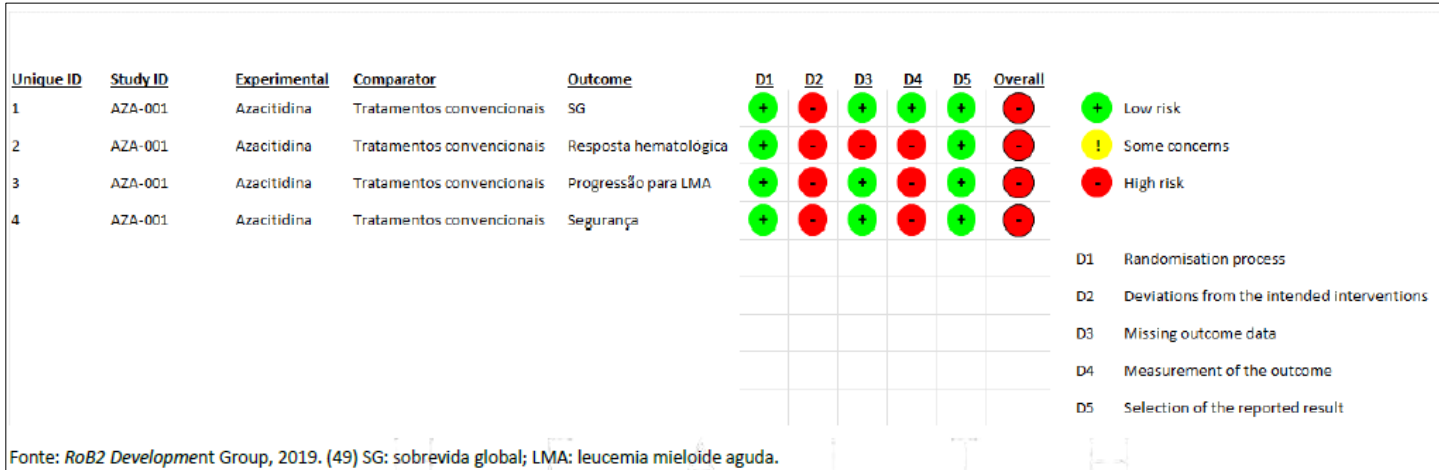 Unique ID Study ID Experimental Comparator Outcome D1 D2 D3 D4 D5 Overall
1 AZA-001 Azacitidina Tratamentos convencionais SG + - + + + - + Low risk
2 AZA-001 Azacitidina Tratamentos convencionais Resposta hematológica + - - - + - ! Some concerns
3 AZA-001 Azacitidina Tratamentos convencionais Progressão para LMA + - + - + - - High risk
4 AZA-001 Azacitidina Tratamentos convencionais Segurança + - + - + -
D1 Randomisation process
D2 Deviations from the intended interventions
D3 Missing outcome data
D4 Measurement of the outcome
D5 Selection of the reported result
Fonte: RoB2 Development Group, 2019. (49) SG: sobrevida global; LMA: leucemia mieloide aguda.